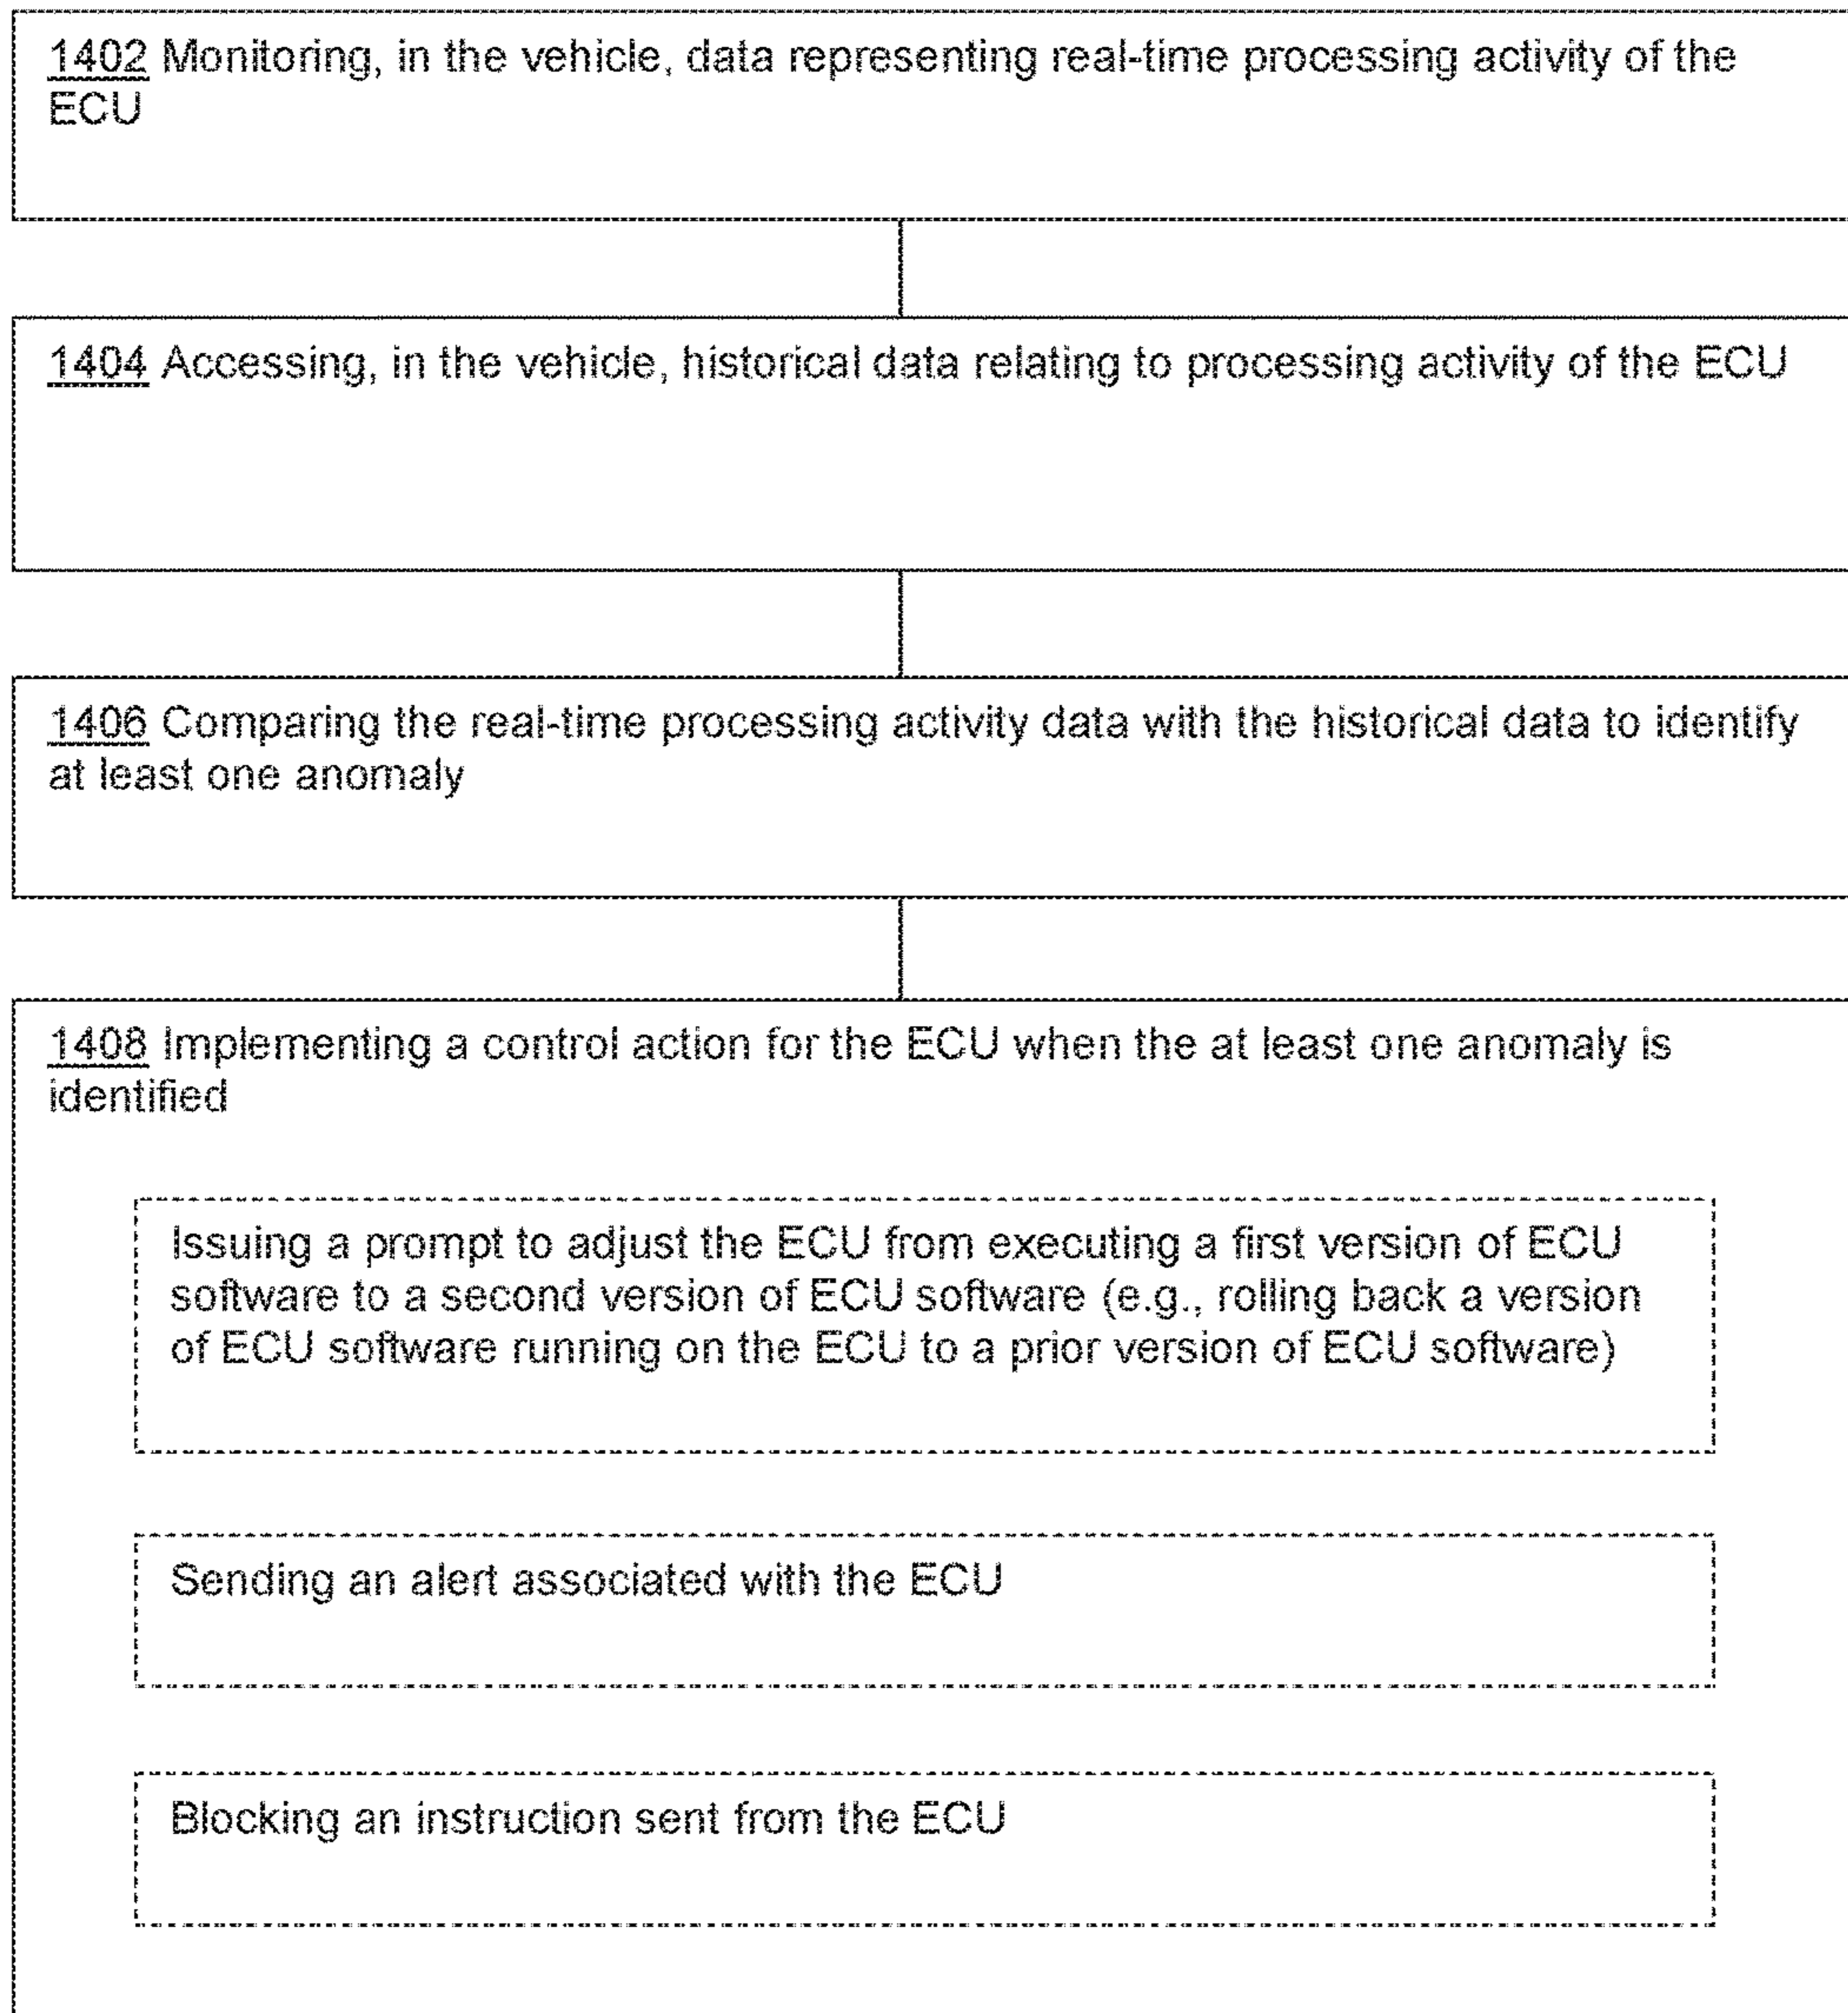 1402 Monitoring, in the vehicle, data representing real-time processing activity of the
ECU
1404 Accessing, in the vehicle, historical data relating to processing activity of the ECU
1406 Comparing the real-time processing activity data with the historical data to identify
at least one anomaly
1408 Implementing a control action for the ECU when the at least one anomaly is
identified
Issuing a prompt to adjust the ECU from executing a first version of ECU
software to a second version of ECU software (e.g., rolling back a version
of ECU software running on the ECU to a prior version of ECU software)
Sending an alert associated with the ECU
Blocking an instruction sent from the ECU